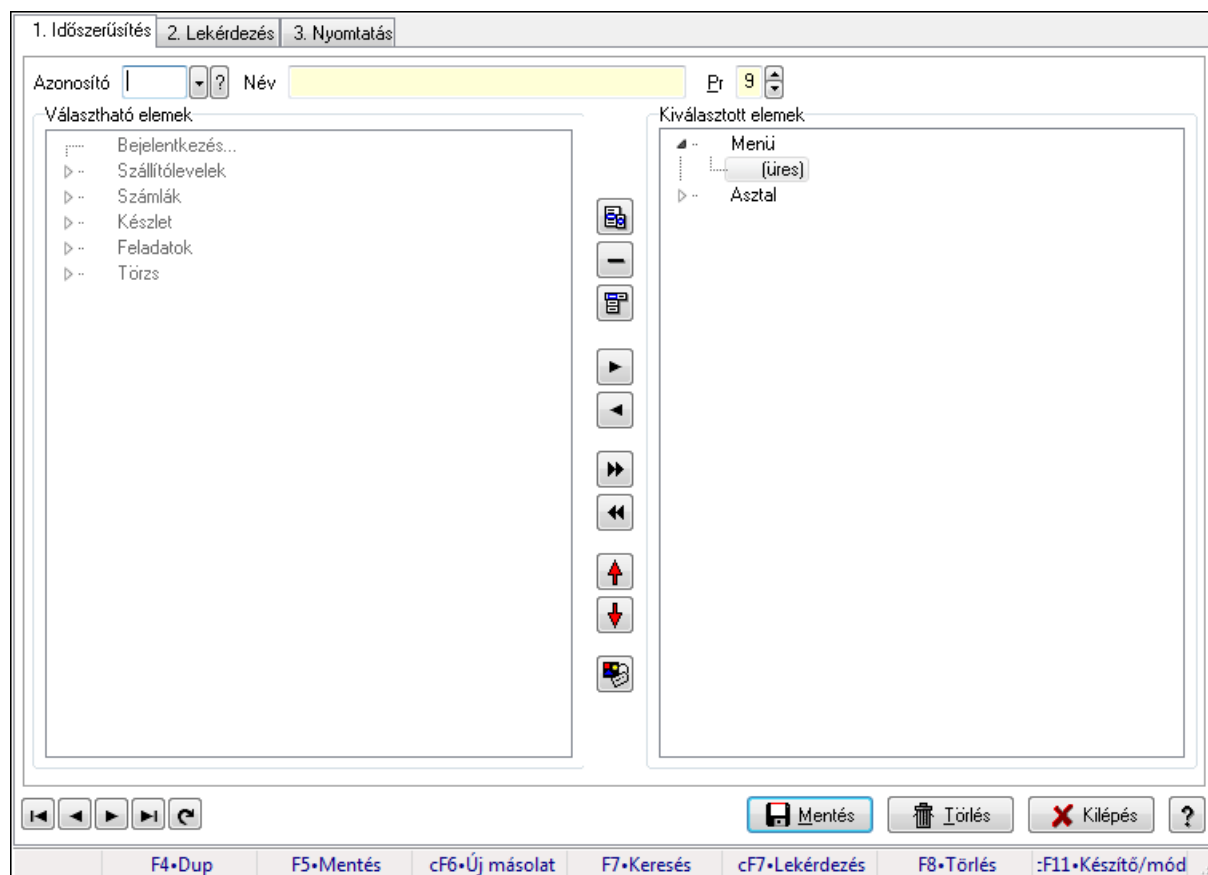 1. Időszerűsítés 2. Lekérdezés 3. Nyomtatás
Azonosító ? Név Pr 9
Választható elemek Kiválasztott elemek
Bejelentkezés... Menü
Szállítólevelek (üres)
Számlák Asztal
Készlet
Feladatok
Törzs
Mentés Törlés Kilépés ?
F4•Dup F5•Mentés cF6•Új másolat F7•Keresés cF7•Lekérdezés F8•Törlés :F11•Készítő/mód